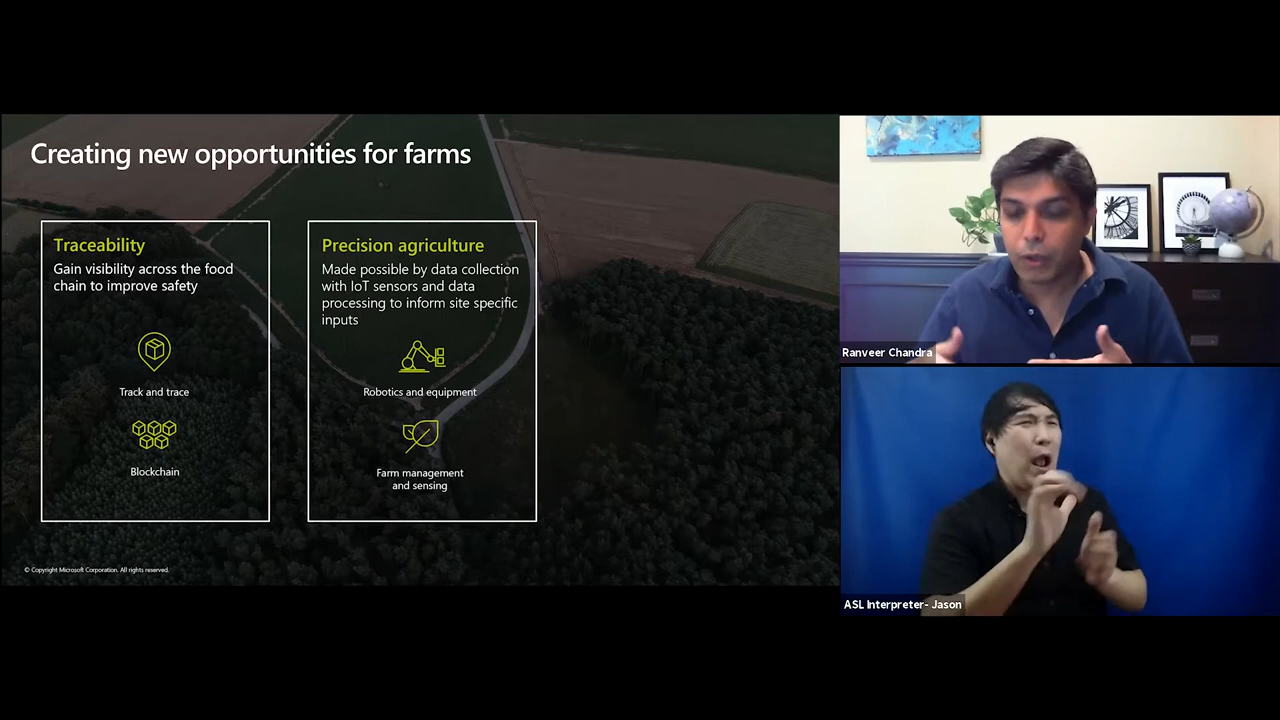 Creating new opportunities for farms
Traceability
Gain visibility across the food
chain to improve safety
Track and trace
Blockchain
Precision agriculture
Made possible by data collection
with IoT sensors and data
processing to inform site specific
inputs
Robotics and equipment
Farm management
and sensing
© Copyright Microsoft Corporation. All rights reserved.
Ranveer Chandra
ASL Interpreter- Jason